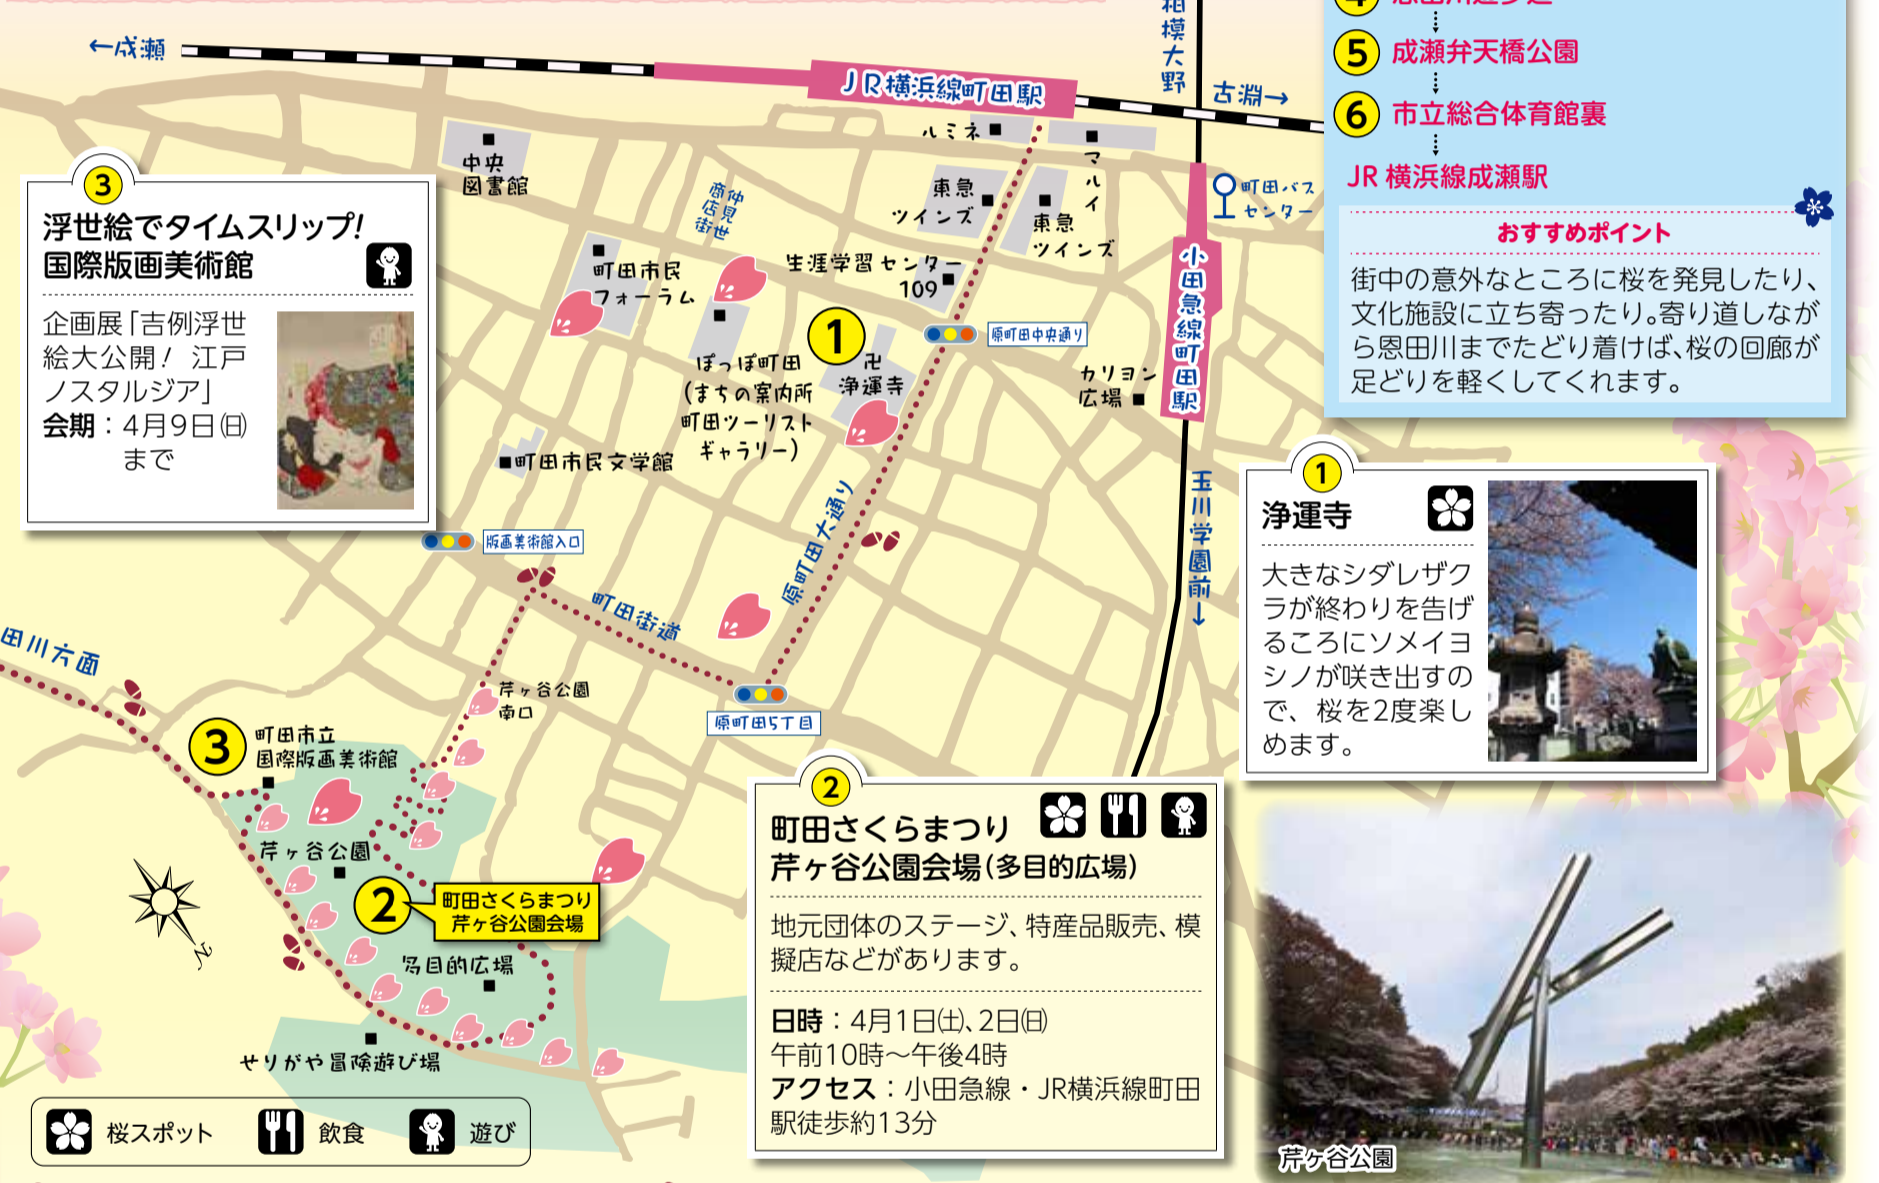 ←成瀬
JR横浜線町田駅
相模大野
古淵→
ルミネ
マルイ
中央
図書館
東急
ツインズ
東急
ツインズ
町田バス
センター
仲見世
商店街
小田急線町田駅
町田市民
フォーラム
生涯学習センター
109
原町田中央通り
1
卍
浄運寺
ぽっぽ町田
(まちの案内所
町田ツーリスト
ギャラリー)
カリヨン
広場
町田市民文学館
玉川学園前→
版画美術館入口
原町田大通り
町田街道
原町田5丁目
田川方面
芹ヶ谷公園
南口
3
町田市立
国際版画美術館
芹ヶ谷公園
2
町田さくらまつり
芹ヶ谷公園会場
多目的広場
せりがや冒険遊び場
N
桜スポット
飲食
遊び
3
浮世絵でタイムスリップ!
国際版画美術館
企画展「吉例浮世
絵大公開! 江戸
ノスタルジア」
会期:4月9日㈰
まで
5 成瀬弁天橋公園
6 市立総合体育館裏
JR 横浜線成瀬駅
おすすめポイント
街中の意外なところに桜を発見したり、
文化施設に立ち寄ったり。寄り道しなが
ら恩田川までたどり着けば、桜の回廊が
足どりを軽くしてくれます。
1
浄運寺
大きなシダレザク
ラが終わりを告げ
るころにソメイヨ
シノが咲き出すの
で、桜を2度楽し
めます。
2
町田さくらまつり
芹ヶ谷公園会場(多目的広場)
地元団体のステージ、特産品販売、模
擬店などがあります。
日時:4月1日㈯、2日㈰
午前10時〜午後4時
アクセス:小田急線・JR横浜線町田
駅徒歩約13分
芹ヶ谷公園